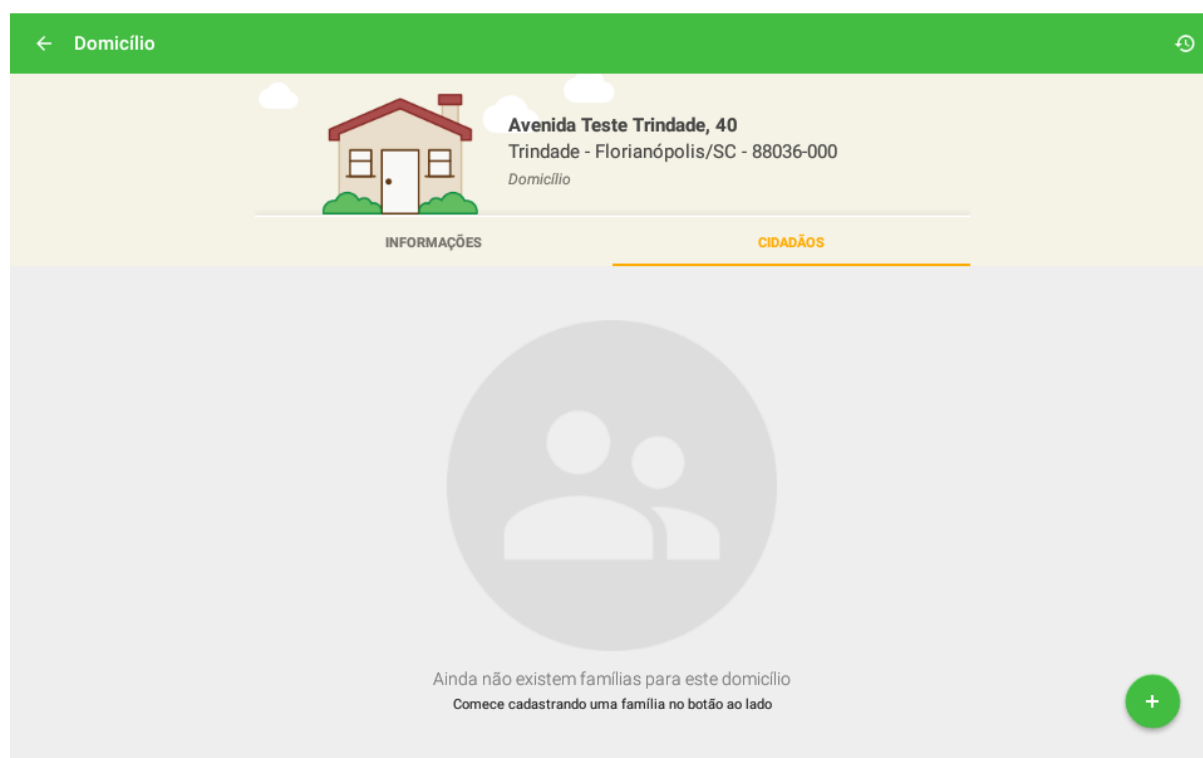 Domicílio
Avenida Teste Trindade, 40
Trindade - Florianópolis/SC - 88036-000
Domicílio
INFORMAÇÕES
CIDADÃOS
Ainda não existem famílias para este domicílio
Comece cadastrando uma família no botão ao lado